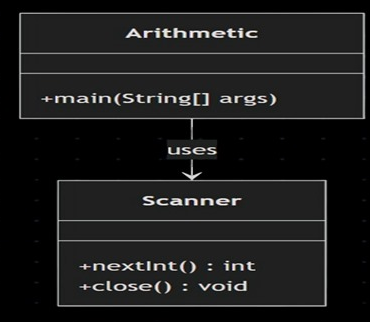 Arithmetic
+main(String[] args)
uses
Scanner
+nextInt() : int
+close() : void